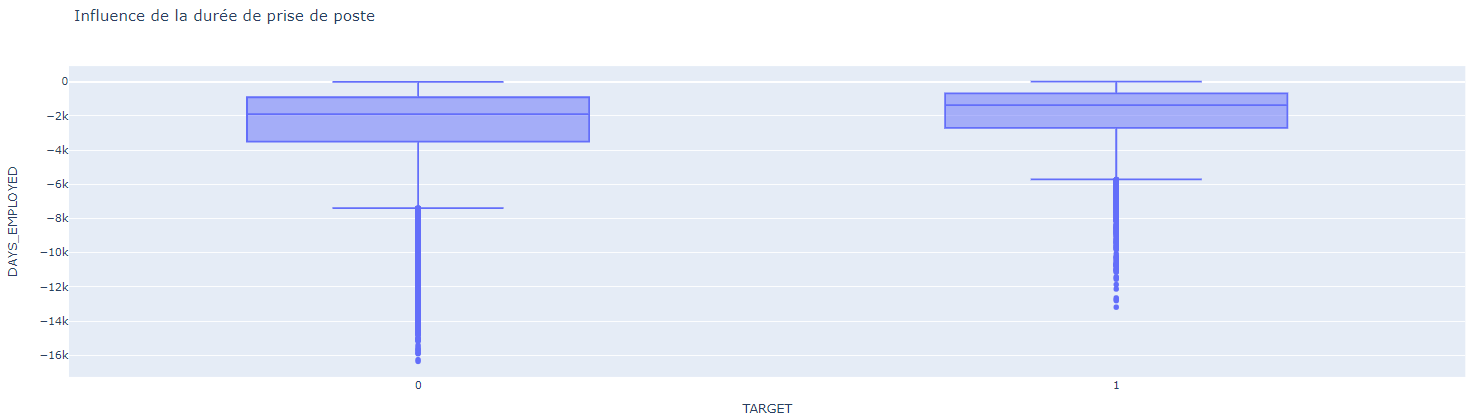 Influence de la durée de prise de poste
DAYS_EMPLOYED
0
−2k
−4k
−6k
−8k
−10k
−12k
−14k
−16k
0
1
TARGET